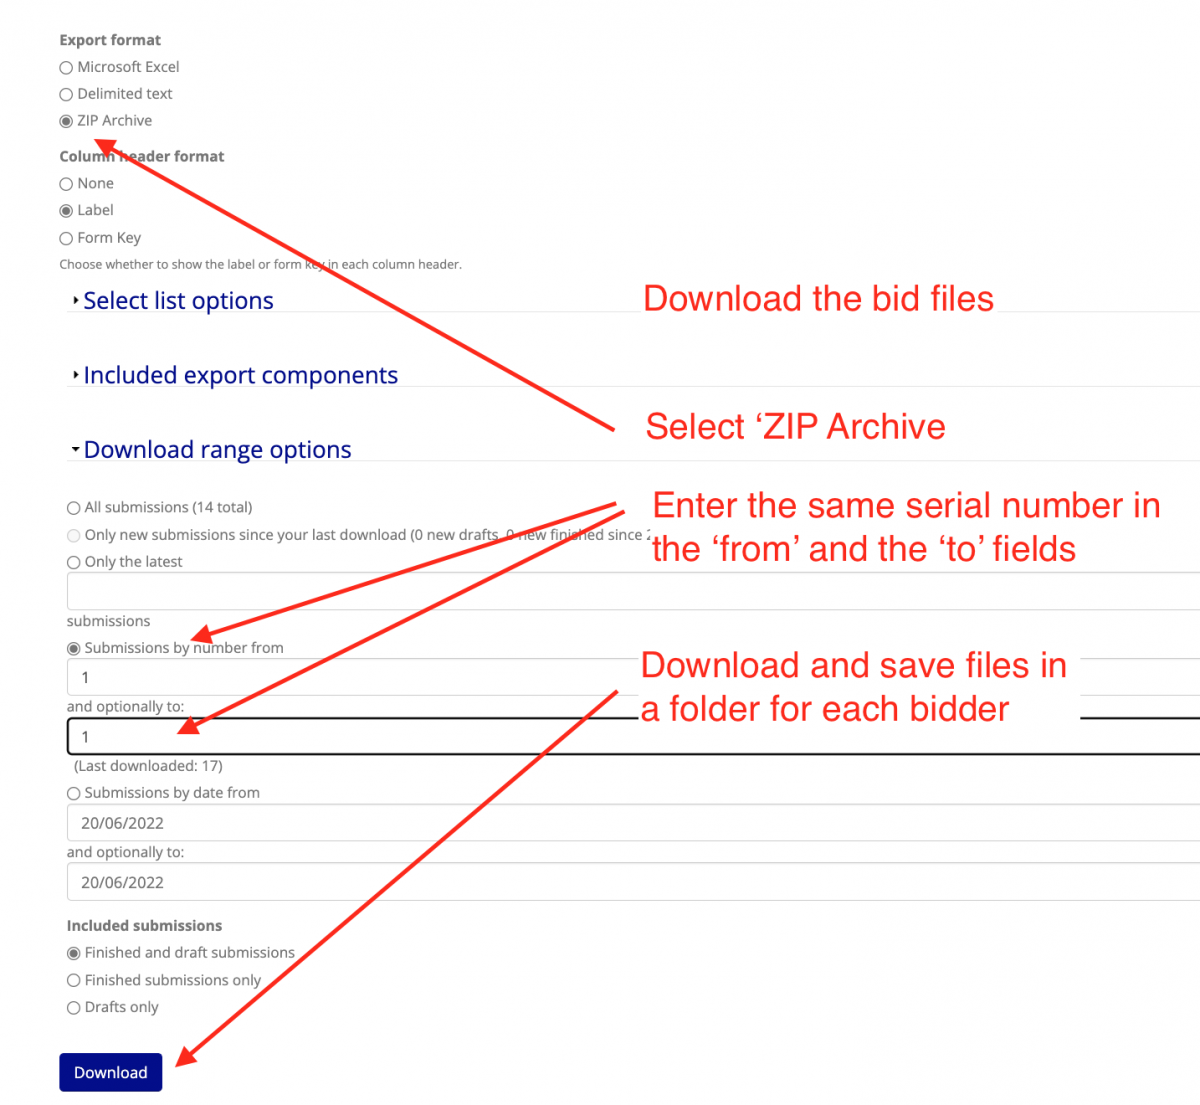 Export format
Microsoft Excel
Delimited text
ZIP Archive
Column header format
None
Label
Form Key
Choose whether to show the label or form key in each column header.
Select list options
Download the bid files
Included export components
Select ‘ZIP Archive
Download range options
All submissions (14 total)
Enter the same serial number in
the ‘from’ and the ‘to’ fields
Only new submissions since your last download (0 new drafts, 0 new finished since
Only the latest
submissions
Submissions by number from
1
Download and save files in
a folder for each bidder
and optionally to:
1
(Last downloaded: 17)
Submissions by date from
20/06/2022
and optionally to:
20/06/2022
Included submissions
Finished and draft submissions
Finished submissions only
Drafts only
Download